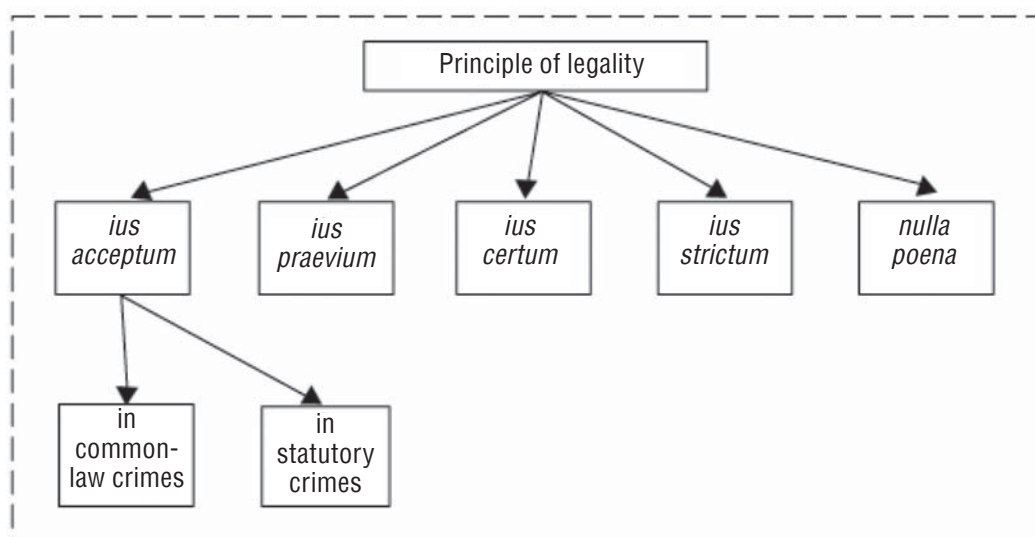 Principle of legality
ius
acceptum
ius
praevium
ius
certum
ius
strictum
nulla
poena
in
common-
law crimes
in
statutory
crimes